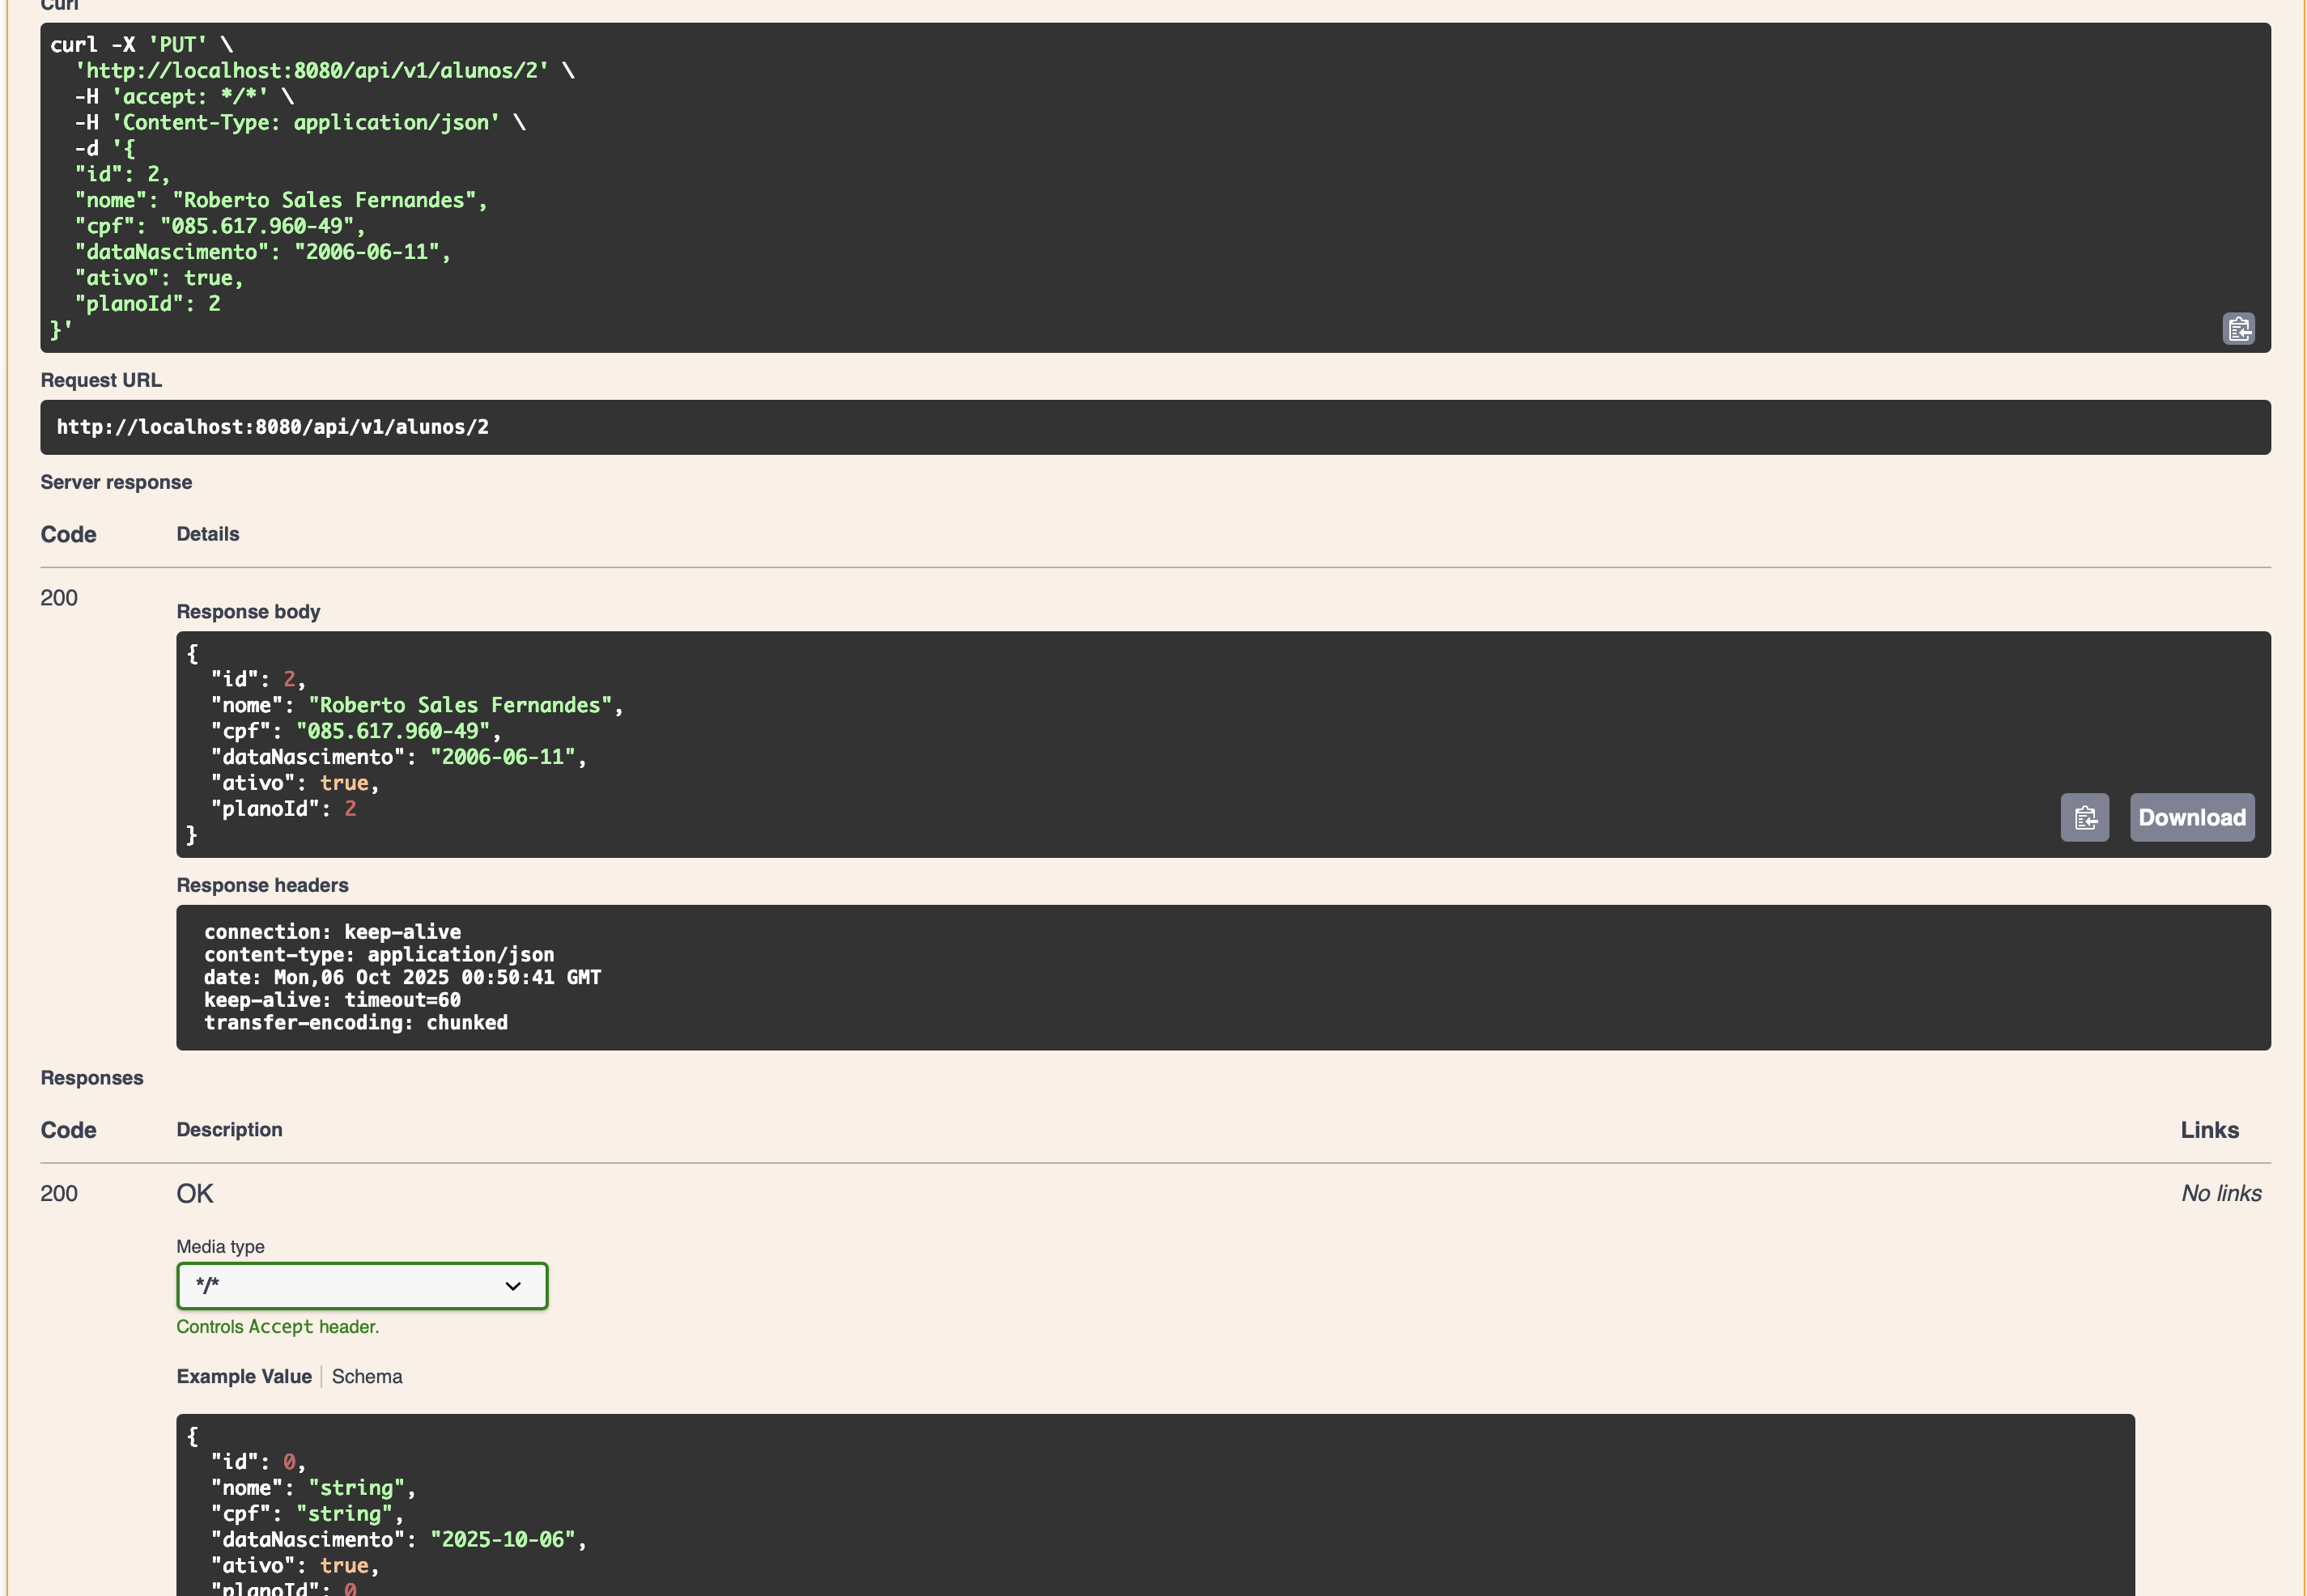 Curl
curl -X 'PUT' \
  'http://localhost:8080/api/v1/alunos/2' \
  -H 'accept: */*' \
  -H 'Content-Type: application/json' \
  -d '{
  "id": 2,
  "nome": "Roberto Sales Fernandes",
  "cpf": "085.617.960-49",
  "dataNascimento": "2006-06-11",
  "ativo": true,
  "planoId": 2
}'
Request URL
http://localhost:8080/api/v1/alunos/2
Server response
Code Details
200
Response body
{
  "id": 2,
  "nome": "Roberto Sales Fernandes",
  "cpf": "085.617.960-49",
  "dataNascimento": "2006-06-11",
  "ativo": true,
  "planoId": 2
}
Download
Response headers
connection: keep-alive
content-type: application/json
date: Mon,06 Oct 2025 00:50:41 GMT
keep-alive: timeout=60
transfer-encoding: chunked
Responses
Code Description Links
200 OK No links
Media type
*/*
Controls Accept header.
Example Value Schema
{
  "id": 0,
  "nome": "string",
  "cpf": "string",
  "dataNascimento": "2025-10-06",
  "ativo": true,
  "planoId": 0